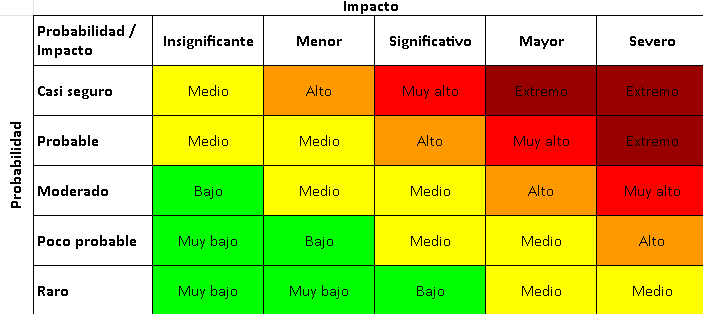 Impacto
Probabilidad / Impacto Insignificante Menor Significativo Mayor Severo
Probabilidad
Casi seguro Medio Alto Muy alto Extremo Extremo
Probable Medio Medio Alto Muy alto Extremo
Moderado Bajo Medio Medio Alto Muy alto
Poco probable Muy bajo Bajo Medio Medio Alto
Raro Muy bajo Muy bajo Bajo Medio Medio